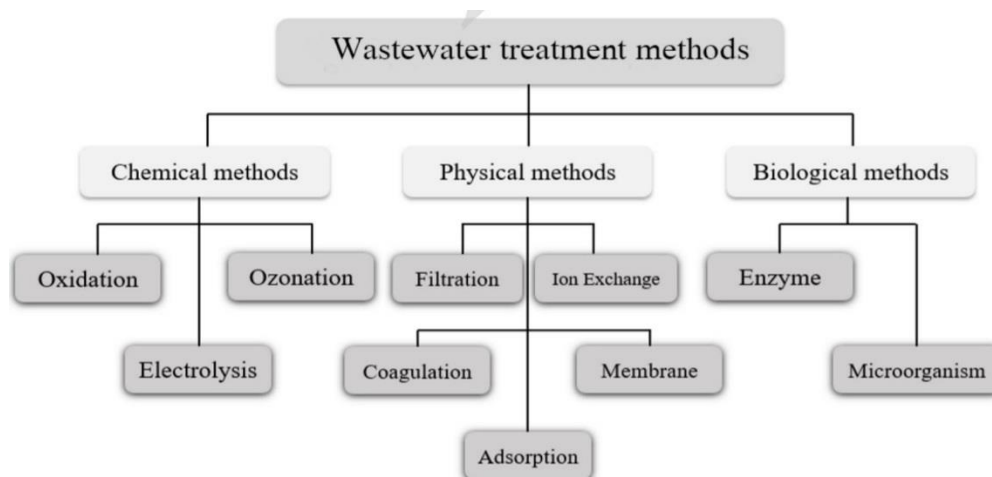 Wastewater treatment methods
Chemical methods
Physical methods
Biological methods
Oxidation
Ozonation
Filtration
Ion Exchange
Enzyme
Electrolysis
Coagulation
Membrane
Microorganism
Adsorption